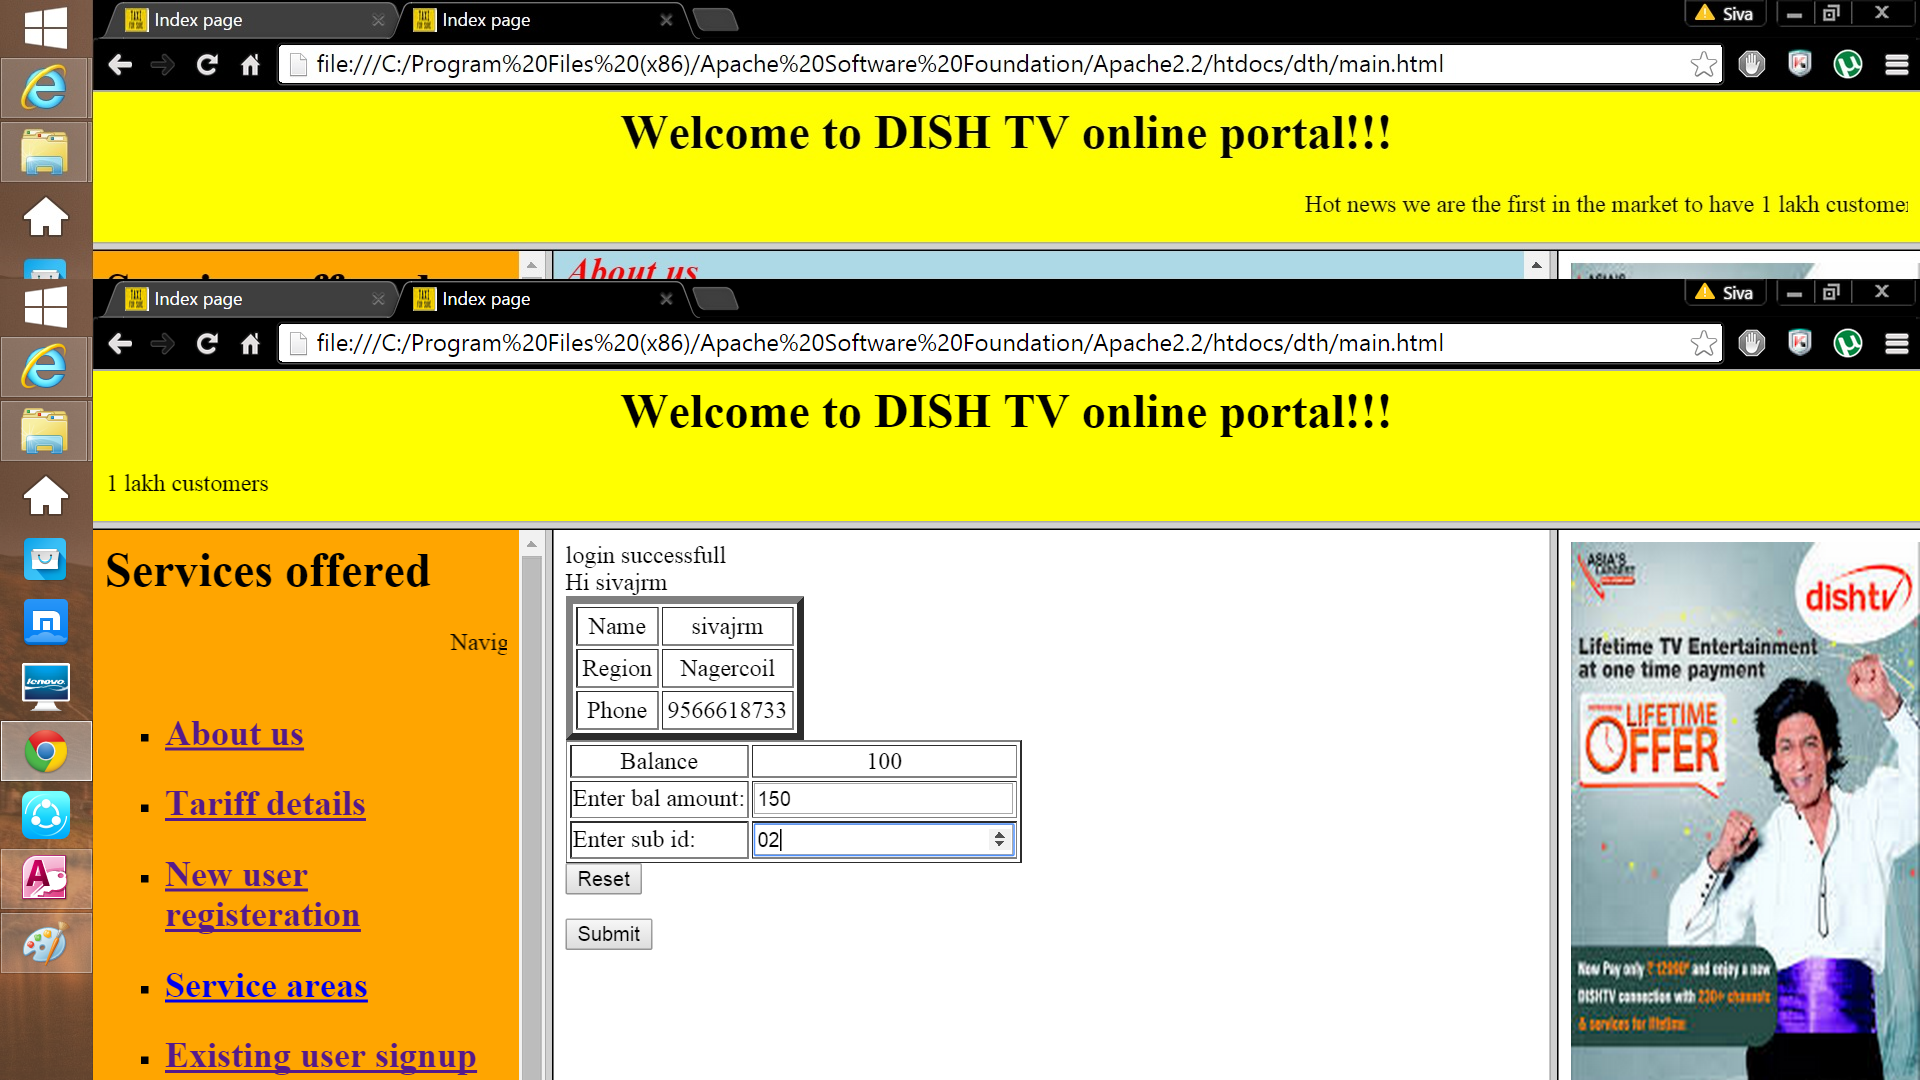 Index page
Index page
Siva
file:///C:/Program%20Files%20(x86)/Apache%20Software%20Foundation/Apache2.2/htdocs/dth/main.html
Welcome to DISH TV online portal!!!
Hot news we are the first in the market to have 1 lakh customer
Services offered
About us
Index page
Index page
Siva
file:///C:/Program%20Files%20(x86)/Apache%20Software%20Foundation/Apache2.2/htdocs/dth/main.html
Welcome to DISH TV online portal!!!
1 lakh customers
Services offered
Navig
About us
Tariff details
New user
registeration
Service areas
Existing user signup
login successfull
Hi sivajrm
Name sivajrm
Region Nagercoil
Phone 9566618733
Balance 100
Enter bal amount: 150
Enter sub id: 02
Reset
Submit
ASIA'S
LARGEST
dishtv
Lifetime TV Entertainment
at one time payment
LIFETIME
OFFER
Now Pay only and enjoy a new
DISHTV connection with 230+ channels
& services for lifetime
lenovo